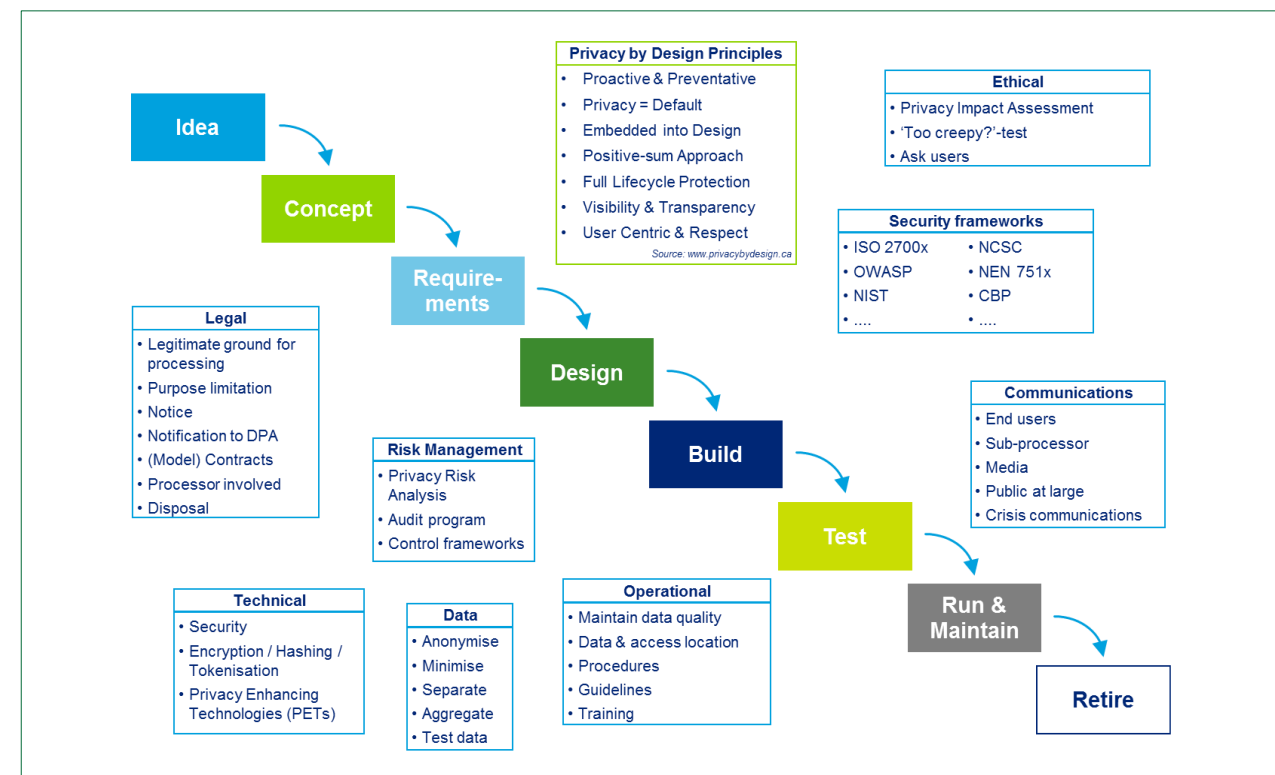 Privacy by Design Principles
• Proactive & Preventative
• Privacy = Default
• Embedded into Design
• Positive-sum Approach
• Full Lifecycle Protection
• Visibility & Transparency
• User Centric & Respect
Source: www.privacybydesign.ca
Ethical
• Privacy Impact Assessment
• ‘Too creepy?’-test
• Ask users
Security frameworks
• ISO 2700x
• OWASP
• NIST
• ....
• NCSC
• NEN 751x
• CBP
• ....
Idea
Concept
Require-
ments
Design
Build
Test
Run &
Maintain
Retire
Legal
• Legitimate ground for
processing
• Purpose limitation
• Notice
• Notification to DPA
• (Model) Contracts
• Processor involved
• Disposal
Risk Management
• Privacy Risk
Analysis
• Audit program
• Control frameworks
Communications
• End users
• Sub-processor
• Media
• Public at large
• Crisis communications
Technical
• Security
• Encryption / Hashing /
Tokenisation
• Privacy Enhancing
Technologies (PETs)
Data
• Anonymise
• Minimise
• Separate
• Aggregate
• Test data
Operational
• Maintain data quality
• Data & access location
• Procedures
• Guidelines
• Training